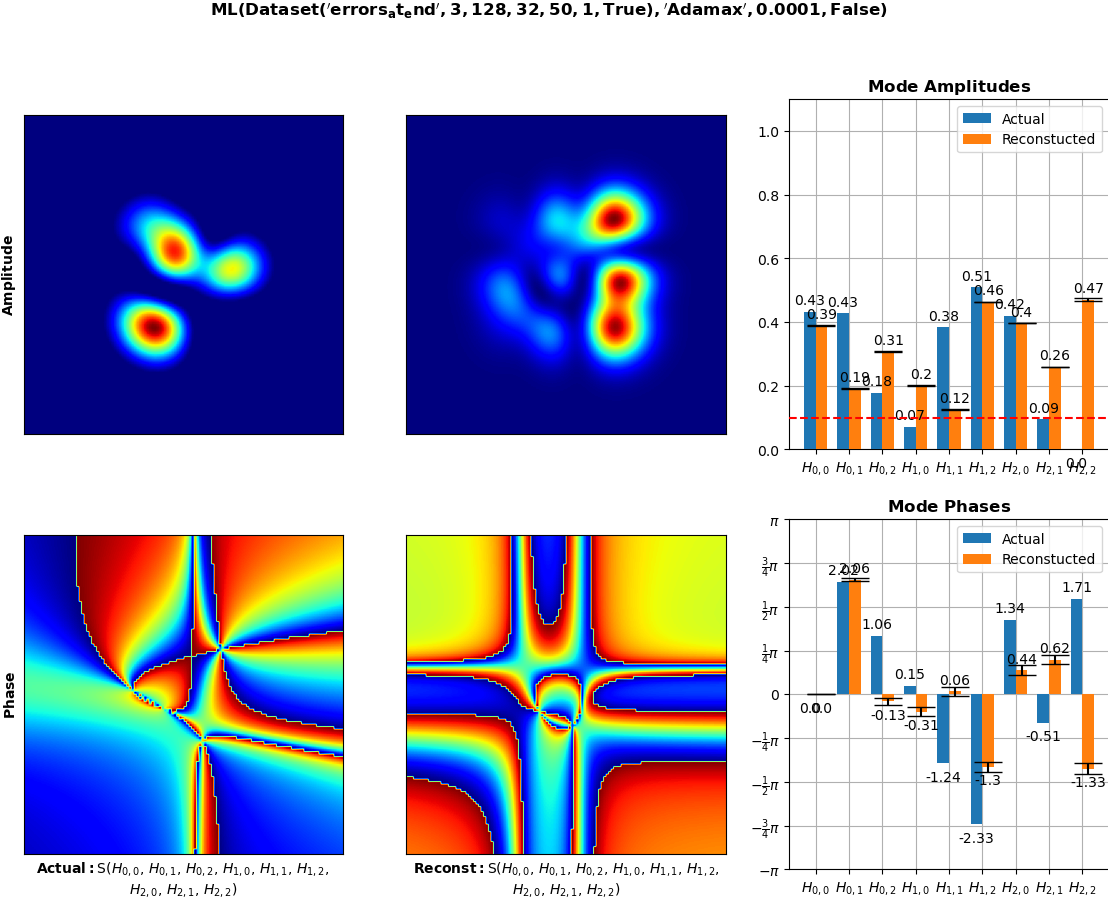 ML(Dataset('errorsₐtₑnd', 3, 128, 32, 50, 1, True), 'Adamax', 0.0001, False)
Amplitude
Mode Amplitudes
Actual
Reconstucted
1.0
0.8
0.6
0.4
0.2
0.0
0.43
0.39
0.43
0.19
0.18
0.31
0.07
0.2
0.38
0.12
0.51
0.46
0.42
0.4
0.09
0.26
0.0
0.47
H₀,₀ H₀,₁ H₀,₂ H₁,₀ H₁,₁ H₁,₂ H₂,₀ H₂,₁ H₂,₂
Phase
Actual: S(H₀,₀, H₀,₁, H₀,₂, H₁,₀, H₁,₁, H₁,₂,
H₂,₀, H₂,₁, H₂,₂)
Reconst: S(H₀,₀, H₀,₁, H₀,₂, H₁,₀, H₁,₁, H₁,₂,
H₂,₀, H₂,₁, H₂,₂)
Mode Phases
Actual
Reconstucted
π
3/4π
1/2π
1/4π
0
−1/4π
−1/2π
−3/4π
−π
0.0
0.0
2.02
2.06
1.06
-0.13
0.15
-0.31
-1.24
0.06
-2.33
-1.3
1.34
0.44
-0.51
0.62
1.71
-1.33
H₀,₀ H₀,₁ H₀,₂ H₁,₀ H₁,₁ H₁,₂ H₂,₀ H₂,₁ H₂,₂